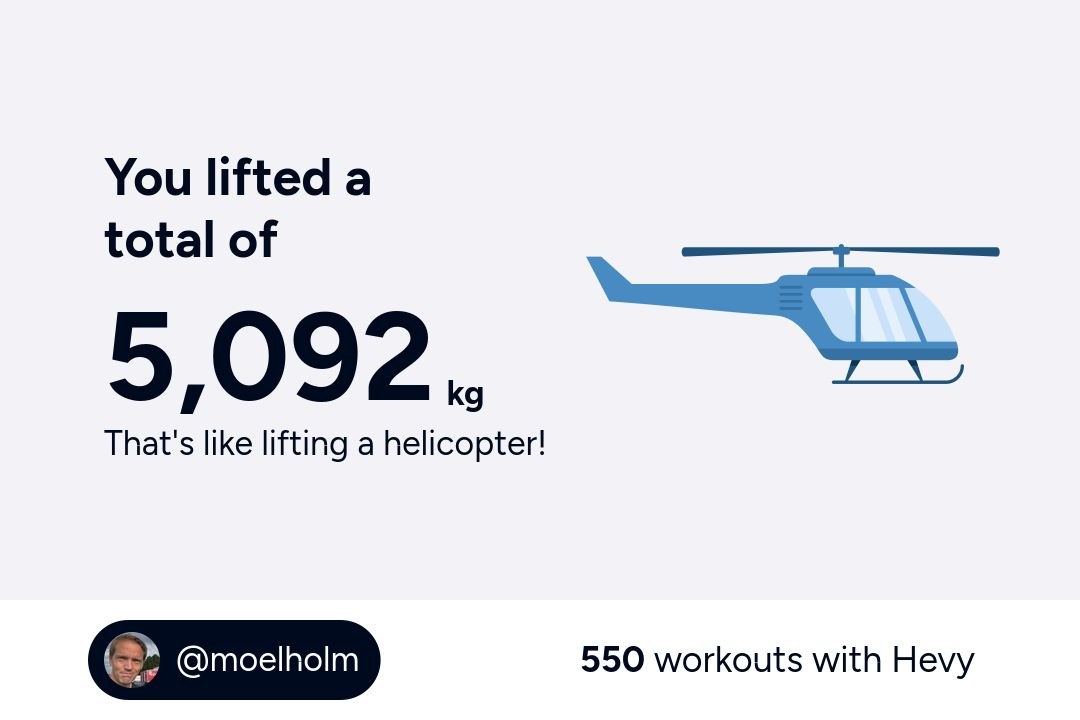 You lifted a
total of
5,092 kg
That's like lifting a helicopter!
@moelholm
550 workouts with Hevy